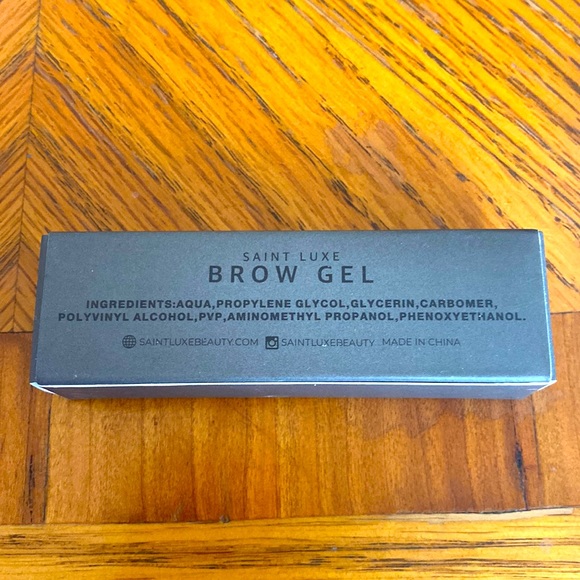 SAINT LUXE
BROW GEL
INGREDIENTS:AQUA,PROPYLENE GLYCOL,GLYCERIN,CARBOMER,
POLYVINYL ALCOHOL,PVP,AMINOMETHYL PROPANOL,PHENOXYETHANOL.
SAINTLUXEBEAUTY.COM SAINTLUXEBEAUTY MADE IN CHINA